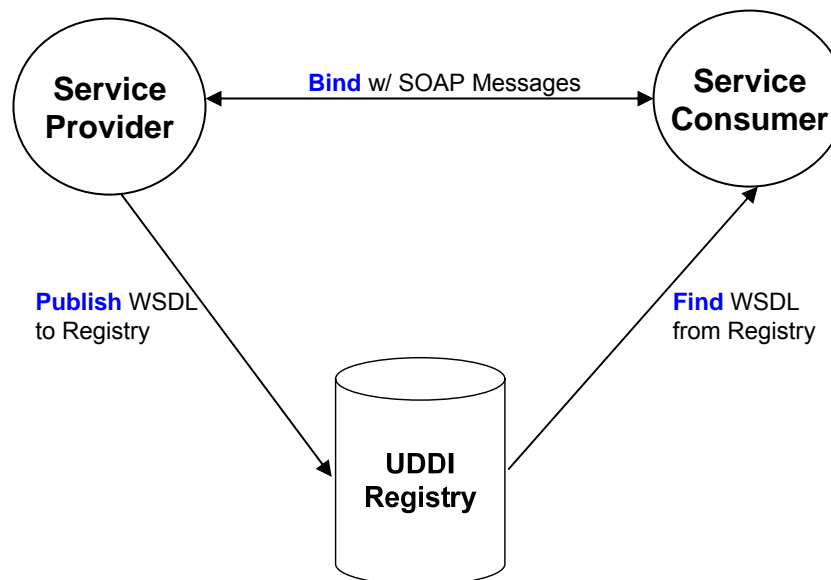 Service
Provider
Bind w/ SOAP Messages
Service
Consumer
Publish WSDL
to Registry
Find WSDL
from Registry
UDDI
Registry